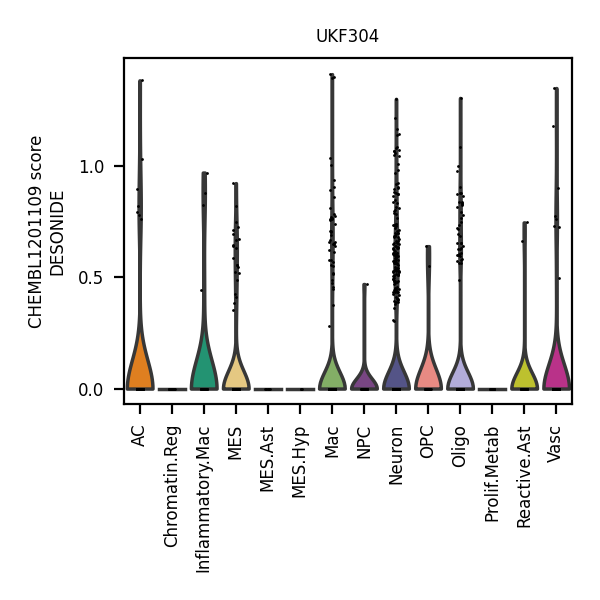 UKF304
CHEMBL1201109 score
DESONIDE
1.0
0.5
0.0
AC
Chromatin.Reg
Inflammatory.Mac
MES
MES.Ast
MES.Hyp
Mac
NPC
Neuron
OPC
Oligo
Prolif.Metab
Reactive.Ast
Vasc